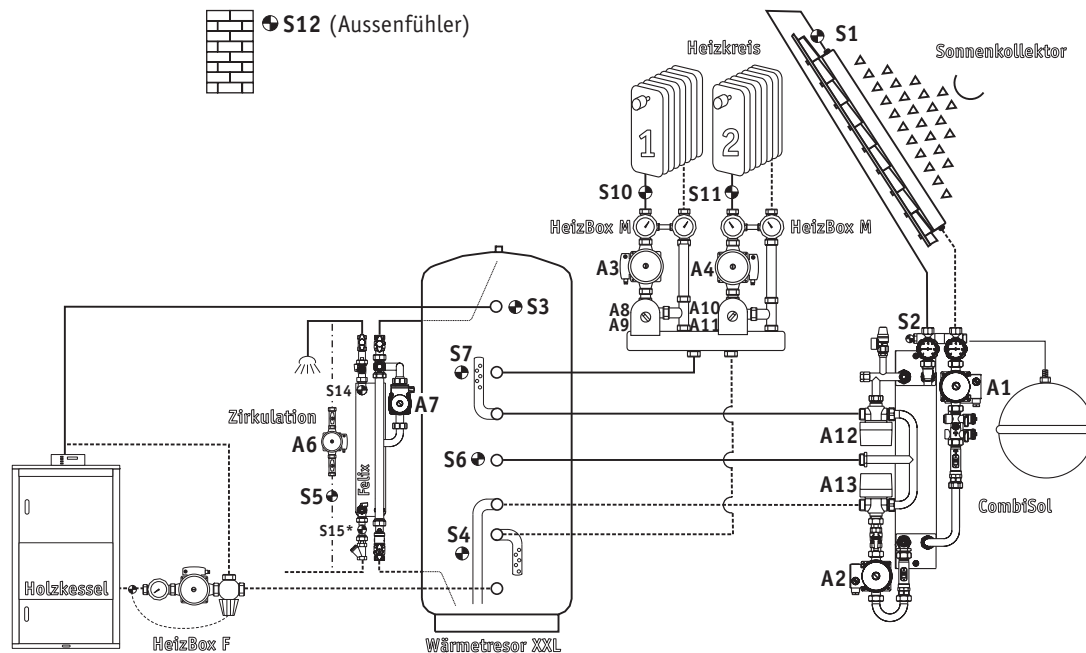 S12 (Aussenfühler)
S1
Heizkreis
Sonnenkollektor
1
2
S10
S11
HeizBox M
HeizBox M
A3
A4
A8
A9
A10
A11
S3
S2
S7
S14
A7
A1
Zirkulation
A6
A12
S6
A13
S5
Felix
CombiSol
S15*
S4
A2
Holzkessel
HeizBox F
Wärmetresor XXL